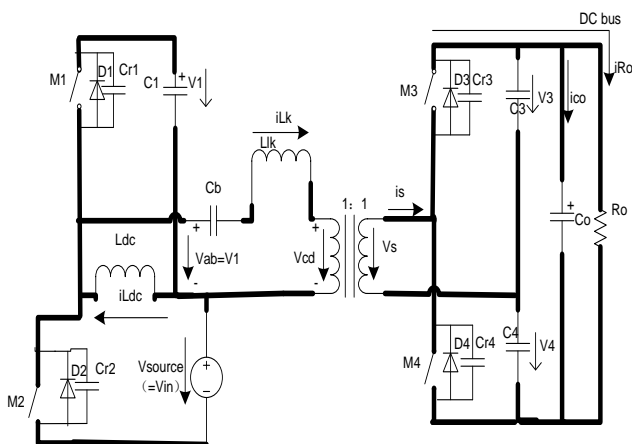 DC bus
D1
Cr1
C1
+
V1
M1
iRo
M3
D3
Cr3
C3
V3
ico
iLk
Llk
Cb
1: 1
is
+
Co
Ro
Ldc
+
Vab=V1
-
+
Vcd
-
Vs
iLdc
Vsource
(=Vin)
+
-
D2
Cr2
M2
M4
D4
Cr4
C4
V4